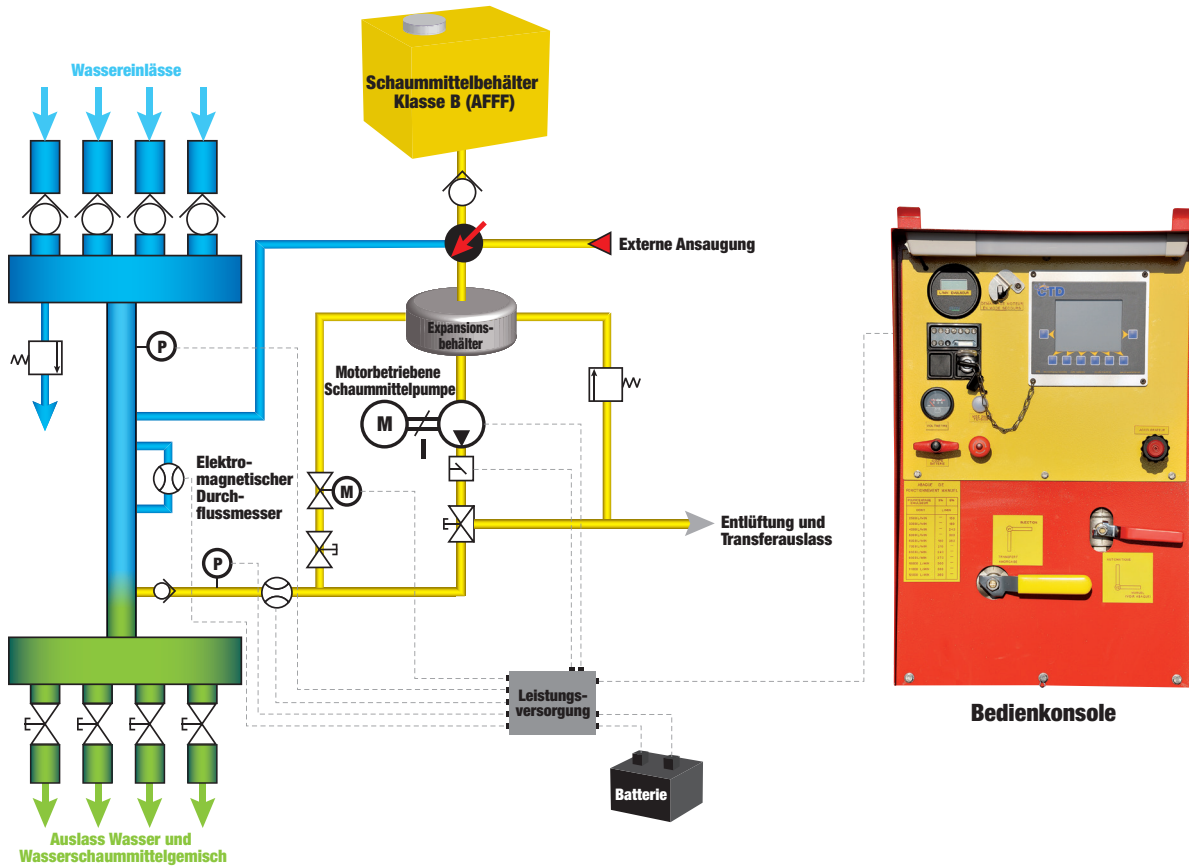 Wassereinlässe
Schaummittelbehälter
Klasse B (AFFF)
Externe Ansaugung
Expansions-
behälter
P
Motorbetriebene
Schaummittelpumpe
M
Elektro-
magnetischer
Durch-
flussmesser
M
Entlüftung und
Transferauslass
P
Leistungs-
versorgung
Batterie
Auslass Wasser und
Wasserschaummittelgemisch
CTD
Bedienkonsole